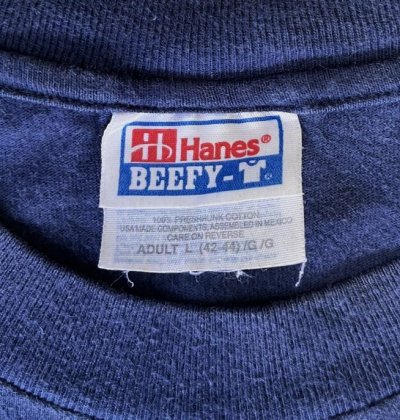 Hanes®
BEEFY-T®
100% PRESHRUNK COTTON
USA MADE COMPONENTS, ASSEMBLED IN MEXICO
CARE ON REVERSE
ADULT L (42-44)/G/G